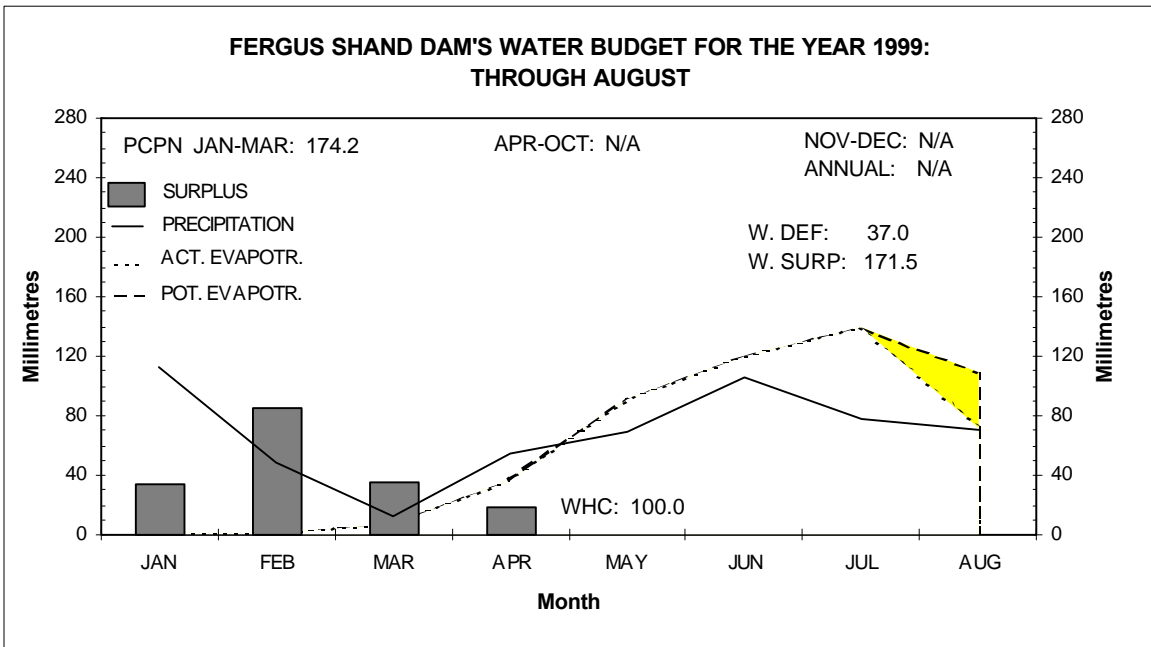 FERGUS SHAND DAM'S WATER BUDGET FOR THE YEAR 1999:
THROUGH AUGUST
280
240
200
160
120
80
40
0
Millimetres
PCPN JAN-MAR: 174.2
APR-OCT: N/A
NOV-DEC: N/A
ANNUAL: N/A
SURPLUS
PRECIPITATION
ACT. EVAPOTR.
POT. EVAPOTR.
W. DEF: 37.0
W. SURP: 171.5
WHC: 100.0
280
240
200
160
120
80
40
0
Millimetres
JAN FEB MAR APR MAY JUN JUL AUG
Month